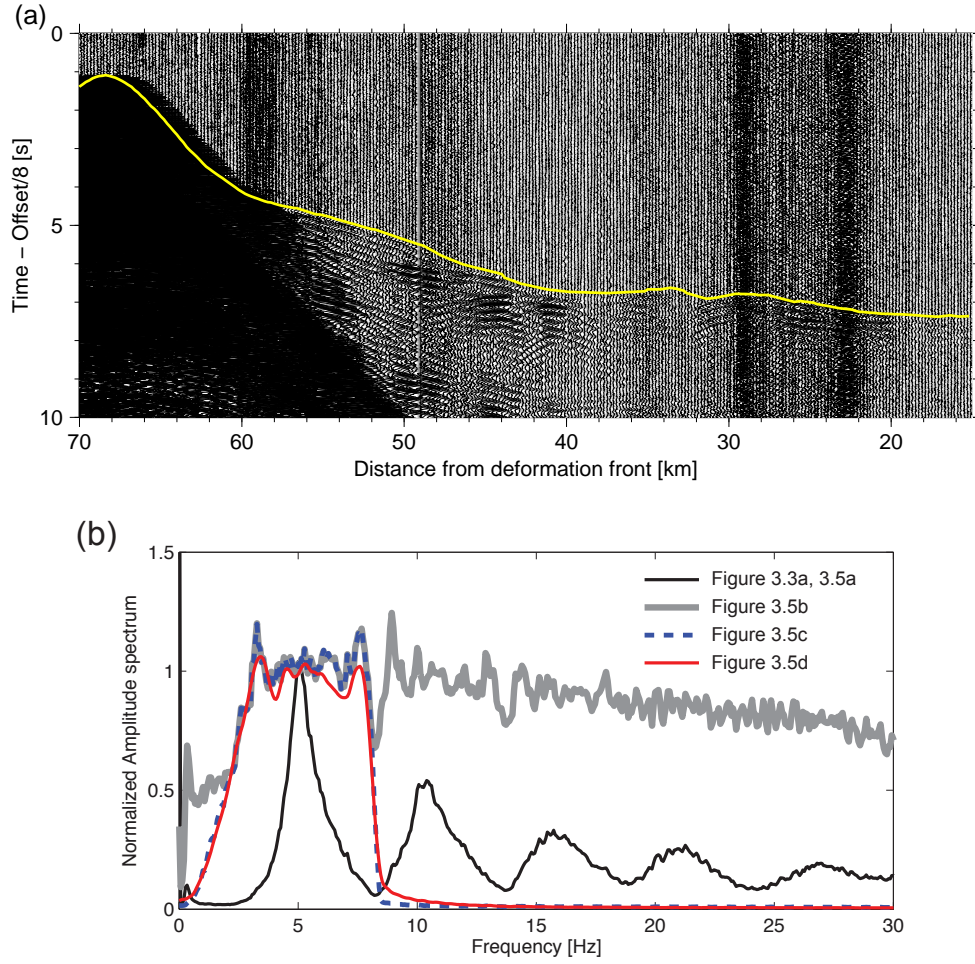 (a)
0
5
10
Time − Offset/8 [s]
70 60 50 40 30 20
Distance from deformation front [km]
(b)
1.5
1
0.5
0
Normalized Amplitude spectrum
Figure 3.3a, 3.5a
Figure 3.5b
Figure 3.5c
Figure 3.5d
0 5 10 15 20 25 30
Frequency [Hz]